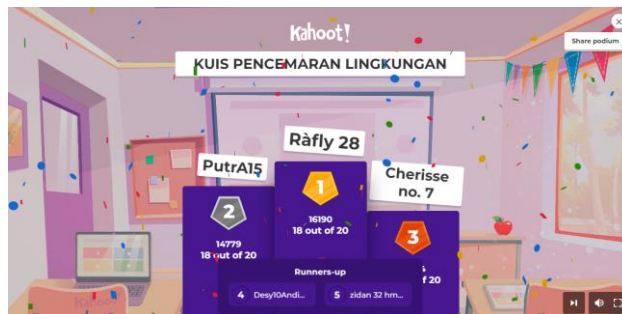 Kahoot!
Share podium
KUIS PENCEMARAN LINGKUNGAN
Ràfly 28
PutrA15
Cherisse
no. 7
1
16190
18 out of 20
2
14779
18 out of 20
3
of 20
Runners-up
4 Desy10Andi...
5 zidan 32 hm...